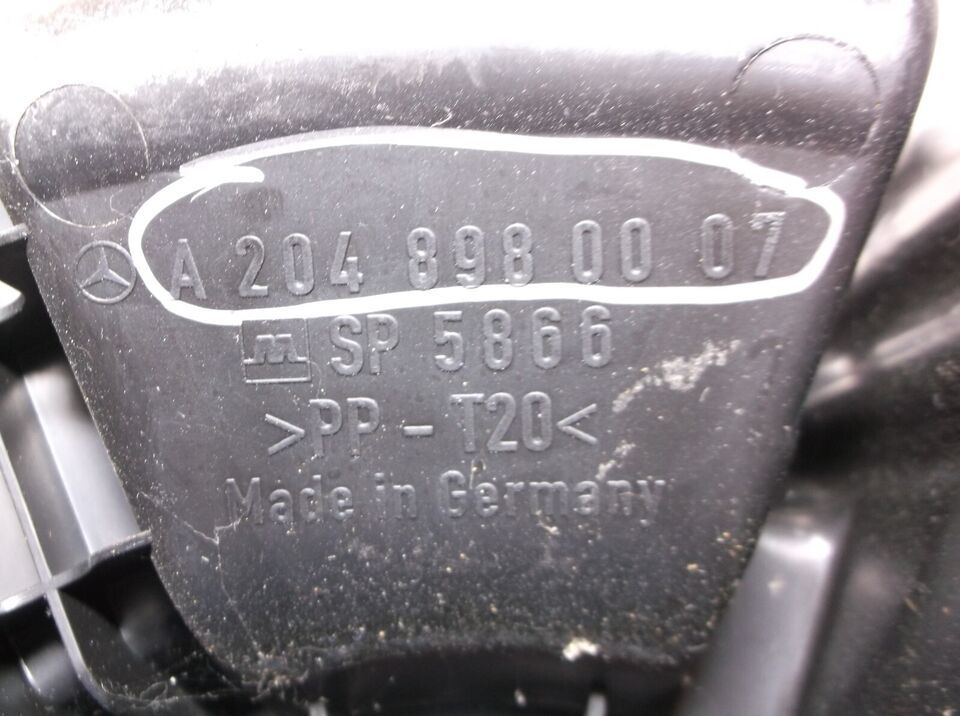 A 204 898 00 07
SP 5866
>PP - T20<
Made in Germany